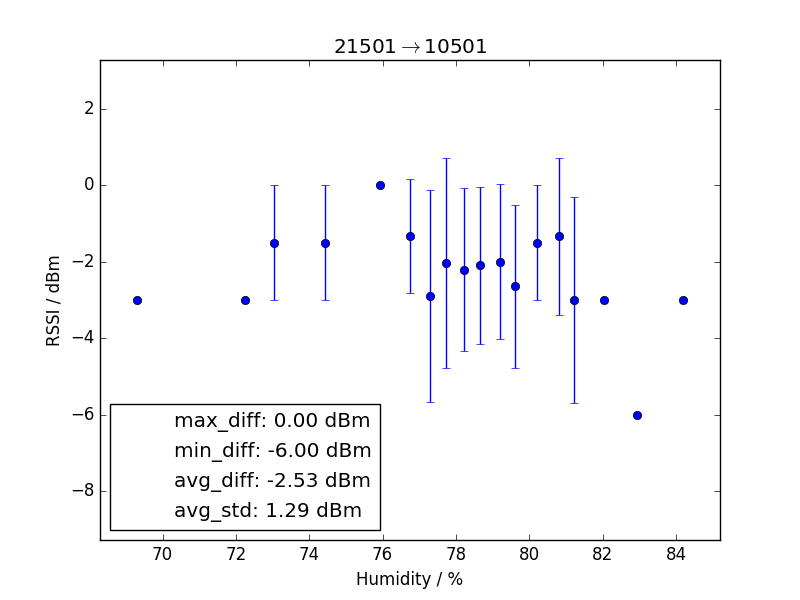 21501→10501
2
0
−2
−4
−6
−8
RSSI / dBm
max_diff: 0.00 dBm
min_diff: -6.00 dBm
avg_diff: -2.53 dBm
avg_std: 1.29 dBm
70 72 74 76 78 80 82 84
Humidity / %